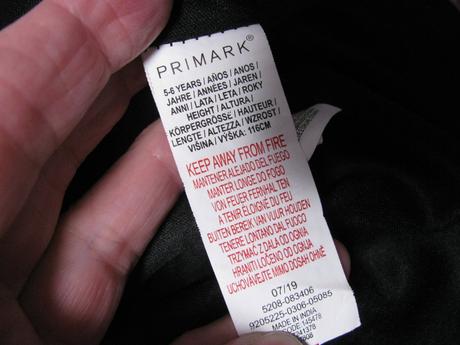 PRIMARK®
5-6 YEARS / AÑOS / ANOS /
JAHRE / ANNÉES / JAREN /
ANNI / LATA / LETA / ROKY
HEIGHT / ALTURA /
KÖRPERGRÖSSE / HAUTEUR /
LENGTE / ALTEZZA / WZROST /
VIŠINA / VÝŠKA: 116CM
KEEP AWAY FROM FIRE
MANTENER ALEJADO DEL FUEGO
MANTER LONGE DO FOGO
VON FEUER FERNHALTEN
A TENIR ÉLOIGNÉ DU FEU
BUITEN BEREIK VAN VUUR HOUDEN
TENERE LONTANO DAL FUOCO
TRZYMAĆ Z DALA OD OGNIA
HRANITI LOČENO OD OGNJA
UCHOVÁVEJTE MIMO DOSAH OHNĚ
07/19
5208-083406
9205225-0306-05085
MADE IN INDIA
CODE 145478
41378